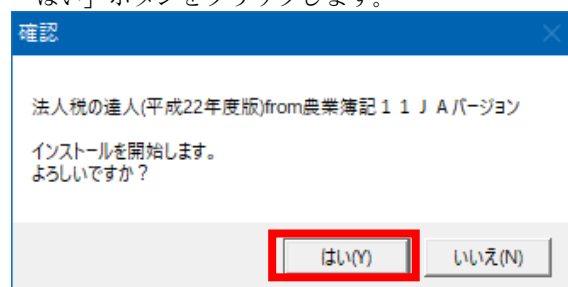 はい」ボタンをクリックします。
確認
法人税の達人(平成22年度版)from農業簿記１１ＪＡバージョン
インストールを開始します。
よろしいですか？
はい(Y) いいえ(N)